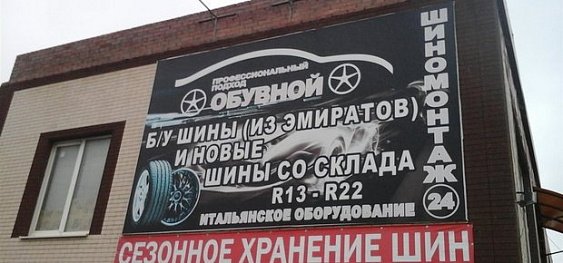 ПРОФЕССИОНАЛЬНЫЙ
ПОДХОД
ОБУВНОЙ
Б/У ШИНЫ (ИЗ ЭМИРАТОВ)
И НОВЫЕ
ШИНЫ СО СКЛАДА
R13 - R22
ИТАЛЬЯНСКОЕ ОБОРУДОВАНИЕ
ШИНОМОНТАЖ
24
СЕЗОННОЕ ХРАНЕНИЕ ШИН